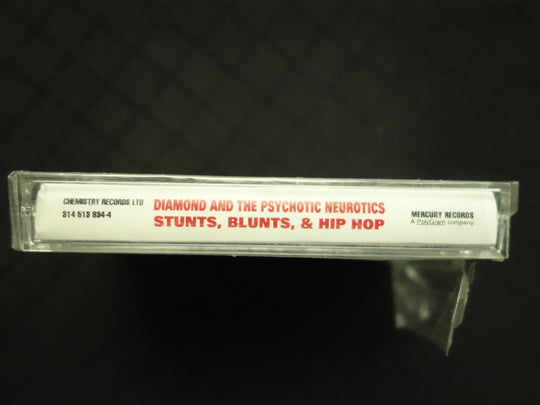 CHEMISTRY RECORDS LTD
314 513 934-4
DIAMOND AND THE PSYCHOTIC NEUROTICS
STUNTS, BLUNTS, & HIP HOP
MERCURY RECORDS
A PolyGram company